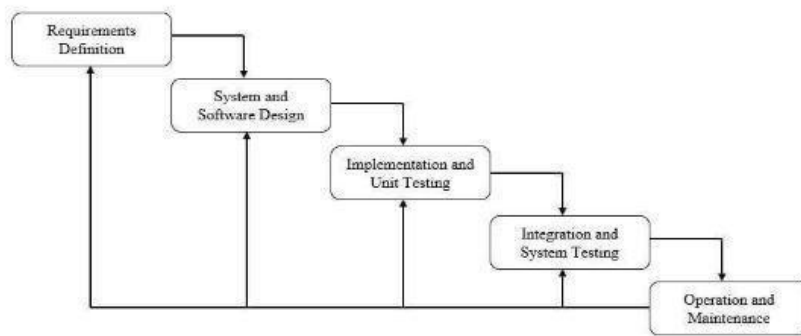 Requirements
Definition
System and
Software Design
Implementation and
Unit Testing
Integration and
System Testing
Operation and
Maintenance